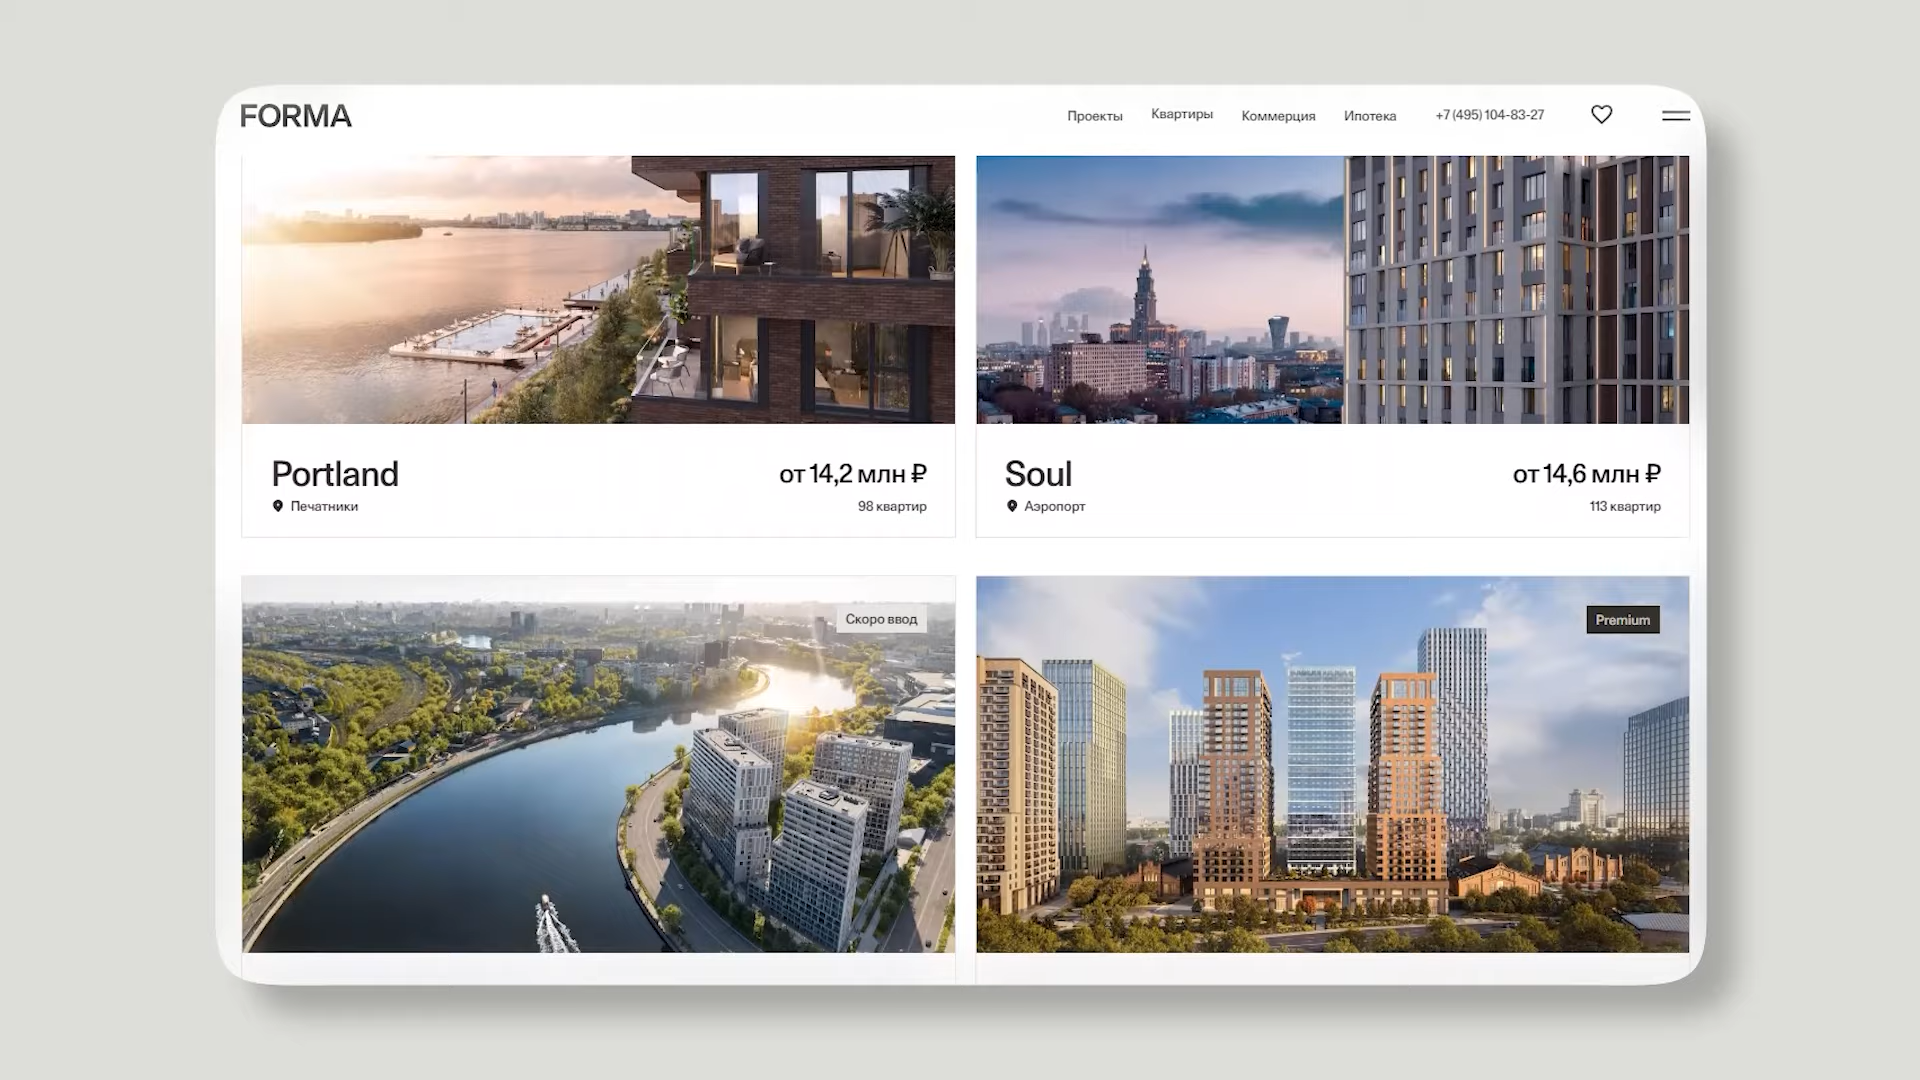 FORMA
Проекты
Квартиры
Коммерция
Ипотека
+7 (495) 104-83-27
Portland
от 14,2 млн ₽
Печатники
98 квартир
Soul
от 14,6 млн ₽
Аэропорт
113 квартир
Скоро ввод
Premium